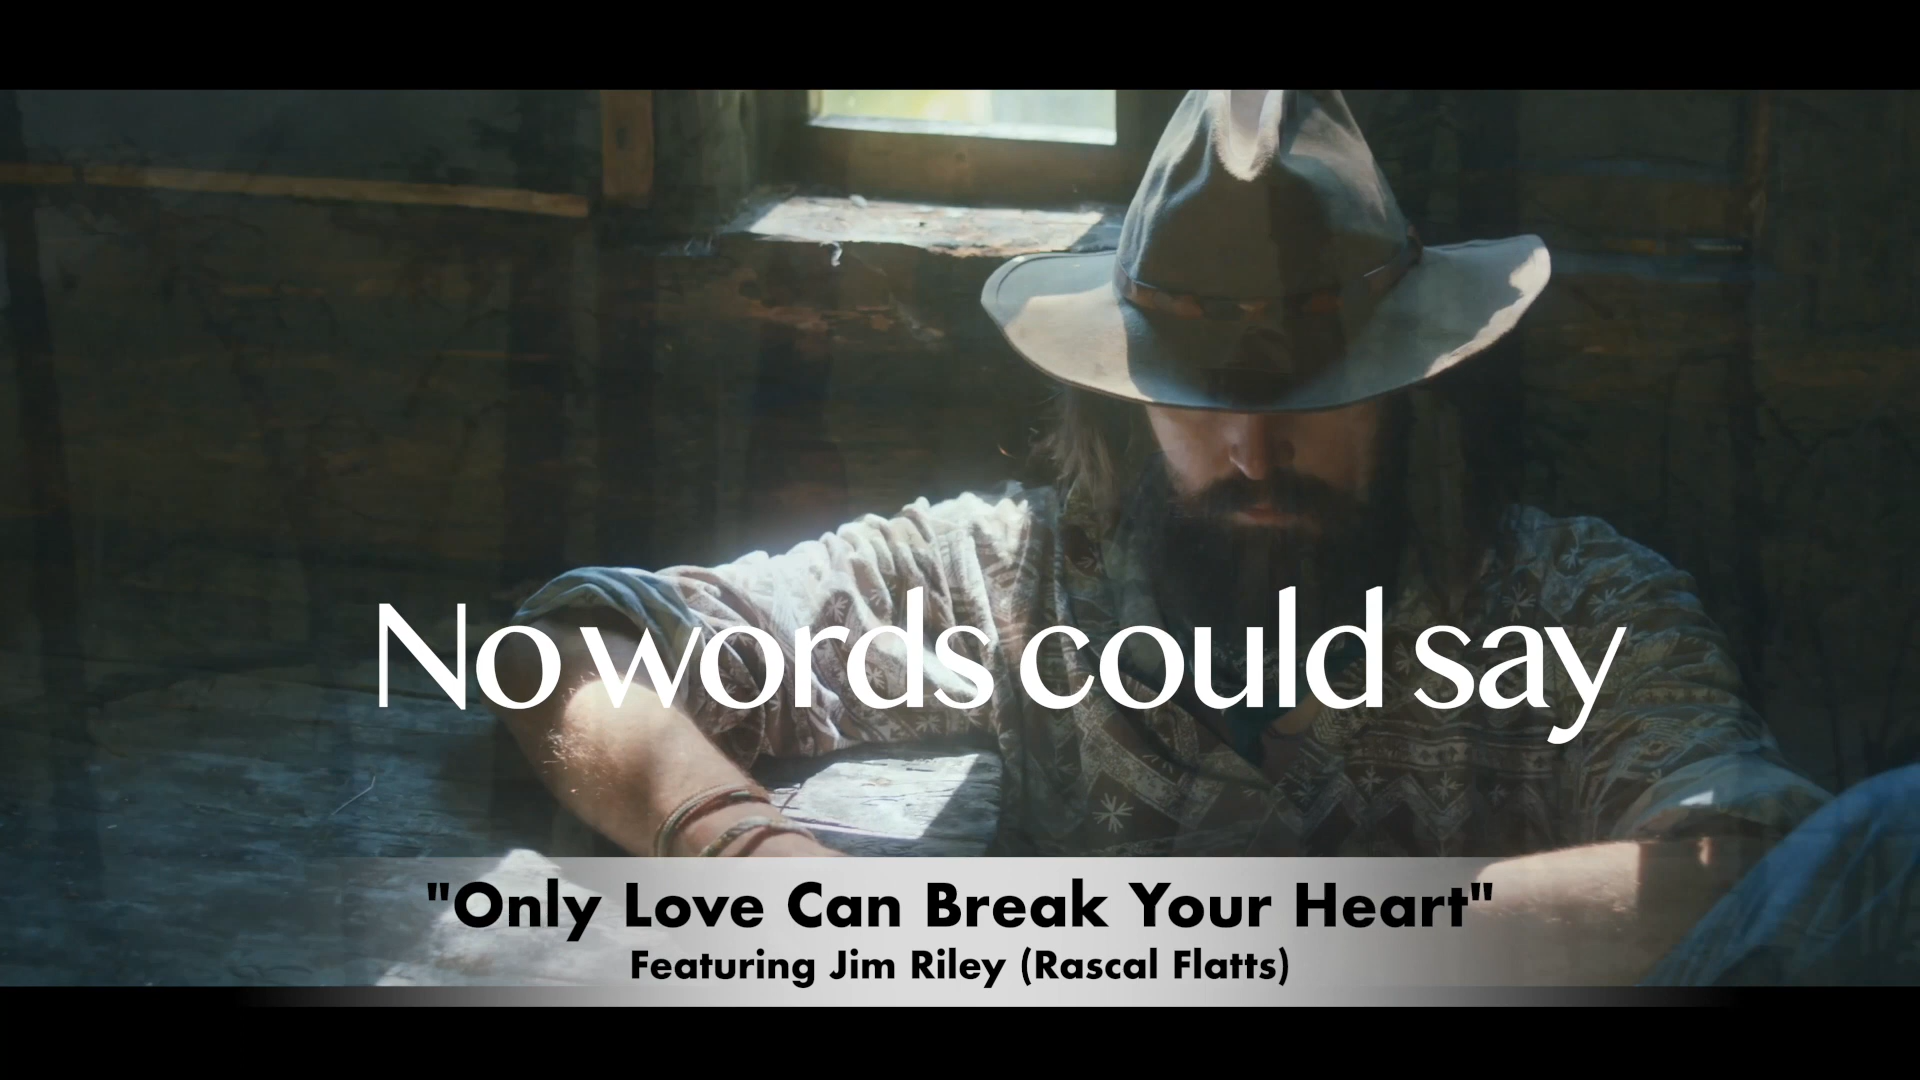 No words could say
"Only Love Can Break Your Heart"
Featuring Jim Riley (Rascal Flatts)